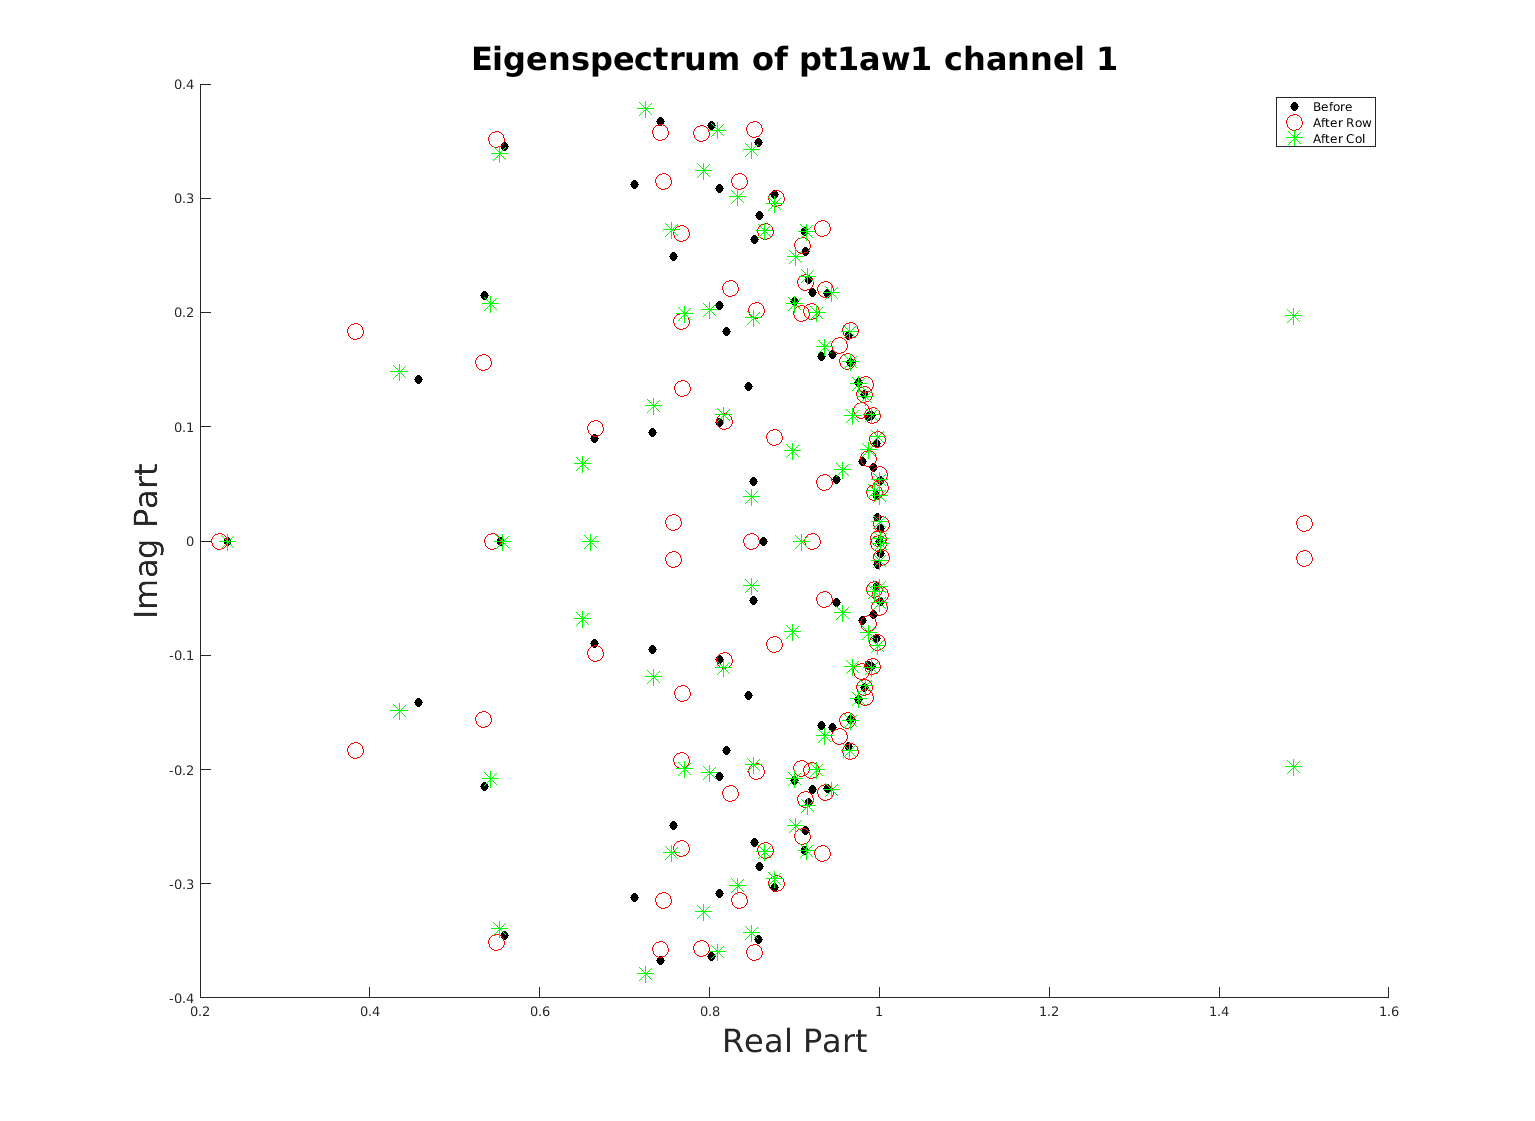 Eigenspectrum of pt1aw1 channel 1
0.4
0.3
0.2
0.1
0
-0.1
-0.2
-0.3
-0.4
Imag Part
Before
After Row
After Col
0.2 0.4 0.6 0.8 1 1.2 1.4 1.6
Real Part